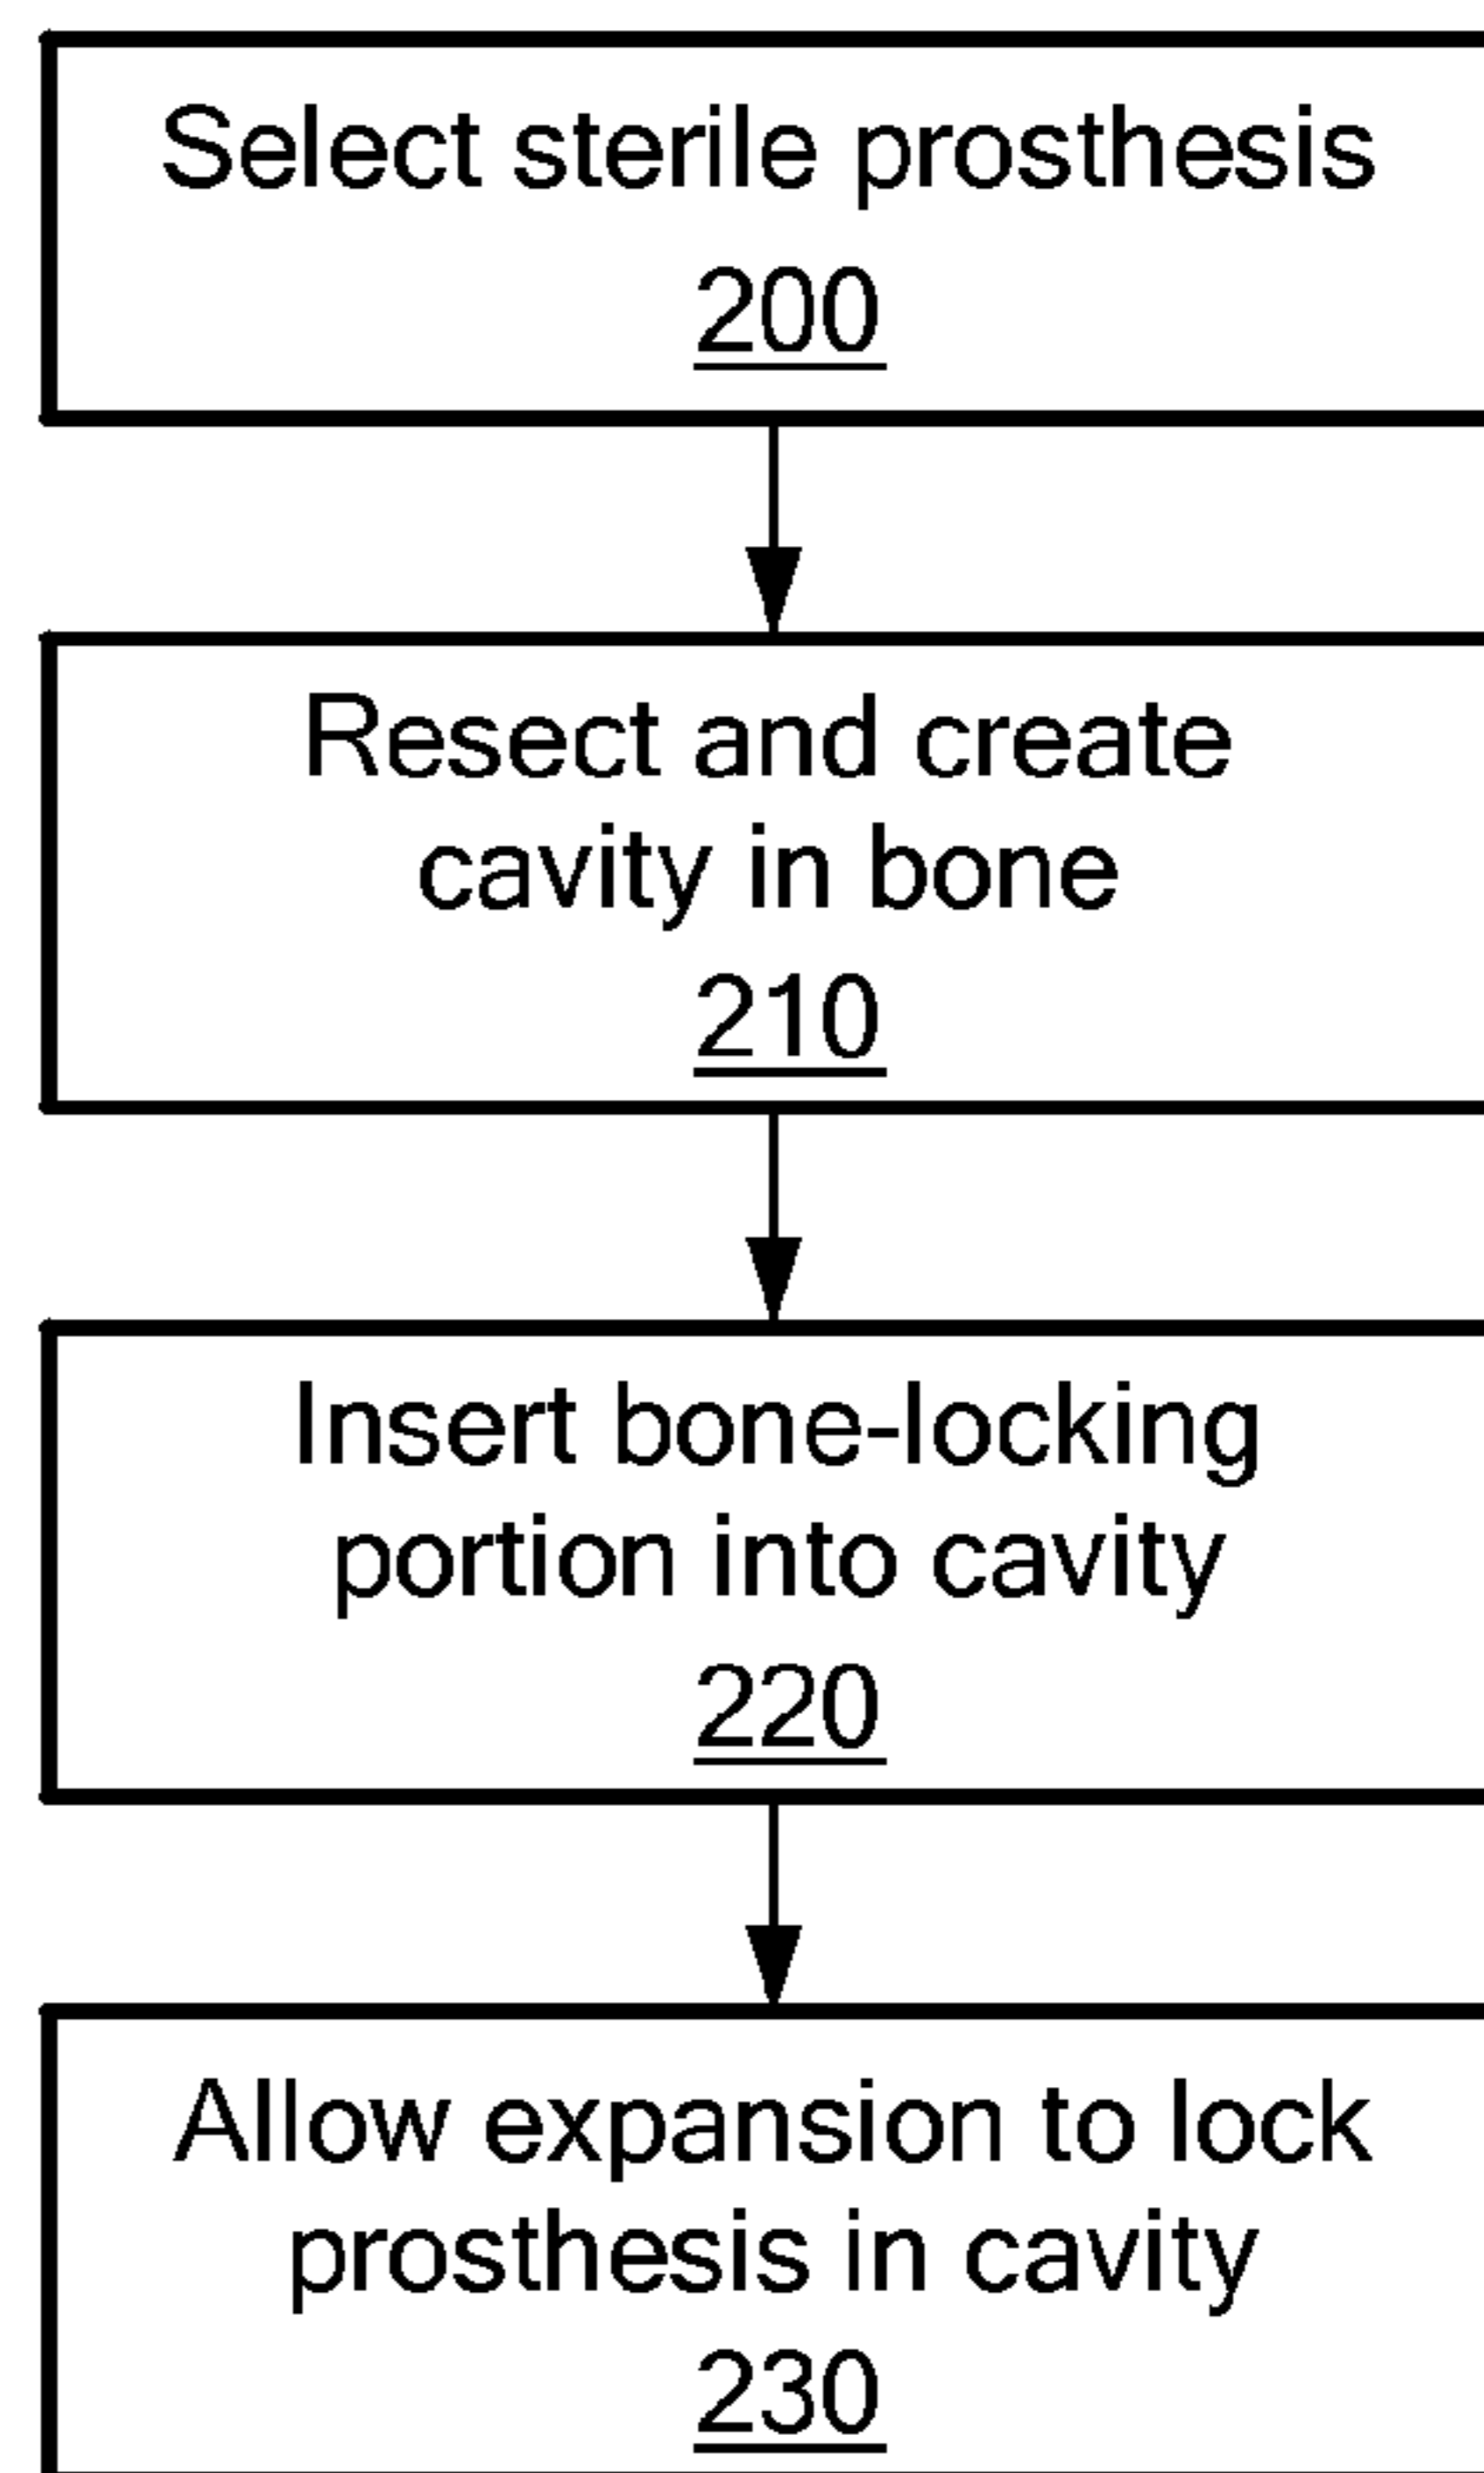 Select sterile prosthesis
200
Resect and create
cavity in bone
210
Insert bone-locking
portion into cavity
220
Allow expansion to lock
prosthesis in cavity
230